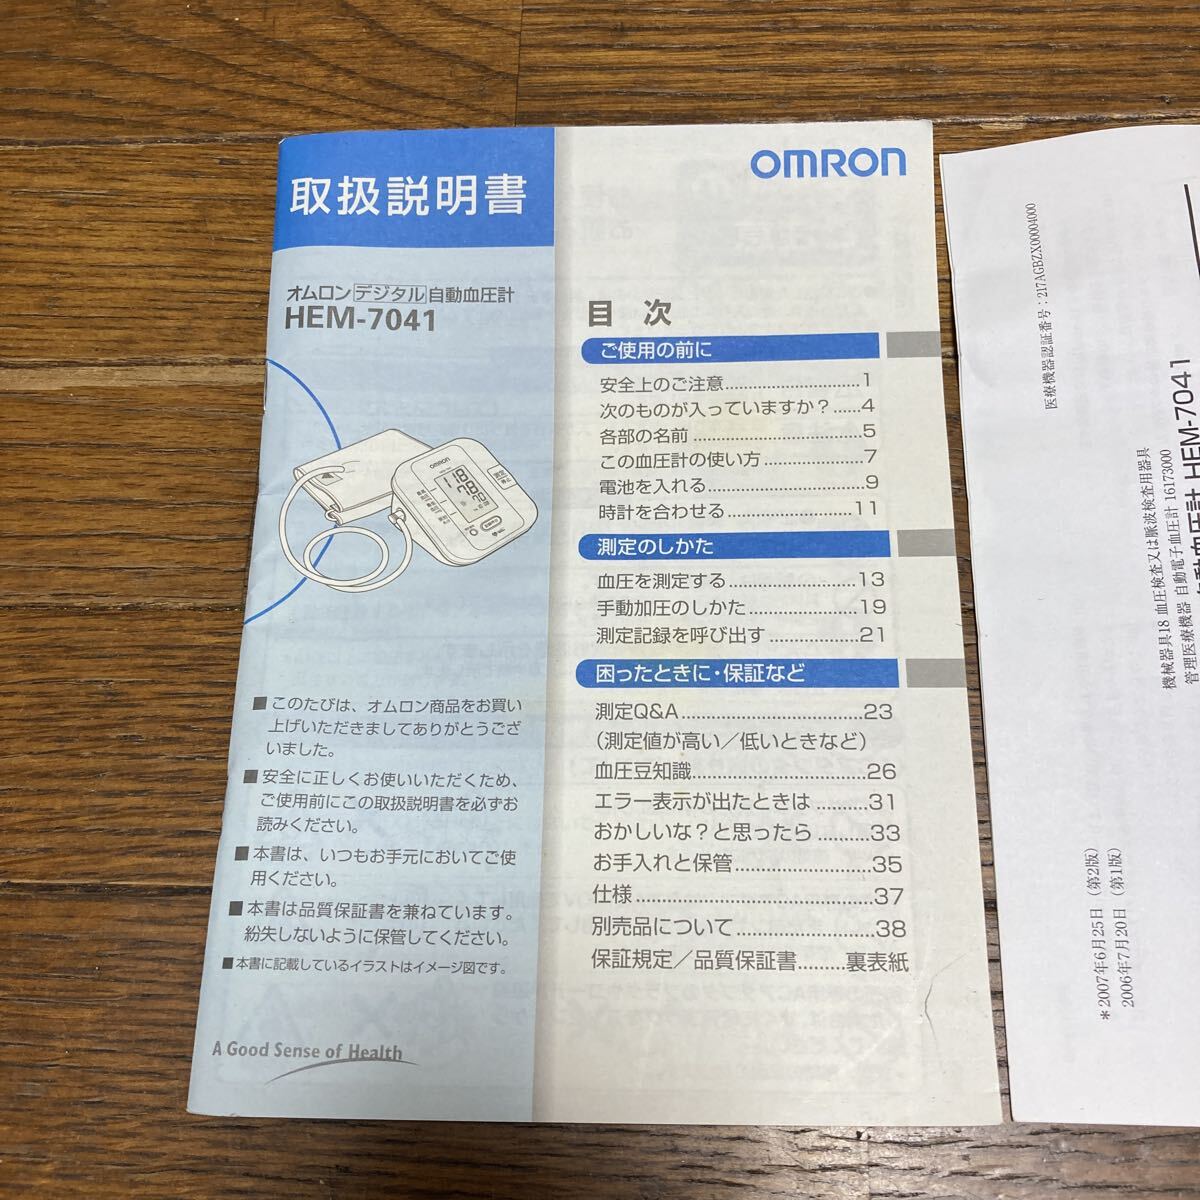 取扱説明書
オムロン デジタル 自動血圧計
HEM-7041
OMRON
■このたびは、オムロン商品をお買い
上げいただきましてありがとうござ
いました。
■安全に正しくお使いいただくため、
ご使用前にこの取扱説明書を必ずお
読みください。
■本書は、いつもお手元においてご使
用ください。
■本書は品質保証書を兼ねています。
紛失しないように保管してください。
■本書に記載しているイラストはイメージ図です。
A Good Sense of Health
OMRON
目 次
ご使用の前に
安全上のご注意..............................1
次のものが入っていますか?......4
各部の名前....................................5
この血圧計の使い方.....................7
電池を入れる.................................9
時計を合わせる...........................11
測定のしかた
血圧を測定する...........................13
手動加圧のしかた.......................19
測定記録を呼び出す...................21
困ったときに・保証など
測定Q&A.....................................23
(測定値が高い/低いときなど)
血圧豆知識...................................26
エラー表示が出たときは..........31
おかしいな?と思ったら..........33
お手入れと保管...........................35
仕様...............................................37
別売品について...........................38
保証規定/品質保証書.........裏表紙
医療機器認証番号:217AGBZX00004000
機械器具18 血圧検査又は脈波検査用器具
管理医療機器 自動電子血圧計 16173000
動血圧計 HEM-7041
*2007年6月25日(第2版)
2006年7月20日(第1版)